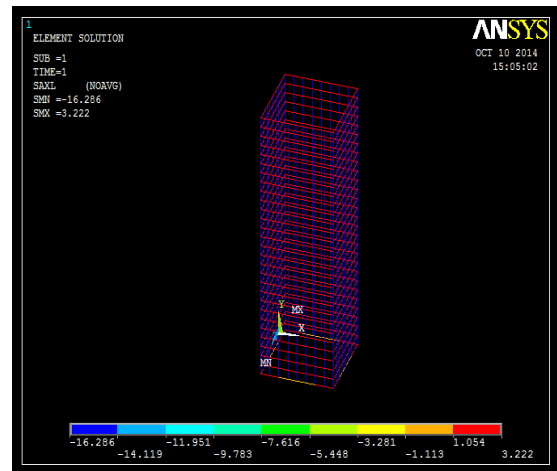 1
ELEMENT SOLUTION
ANSYS
OCT 10 2014
15:05:02
SUB =1
TIME=1
SAXL (NOAVG)
SMN =-16.286
SMX =3.222
Y
MX
X
MN
-16.286 -11.951 -7.616 -3.281 1.054
-14.119 -9.783 -5.448 -1.113 3.222